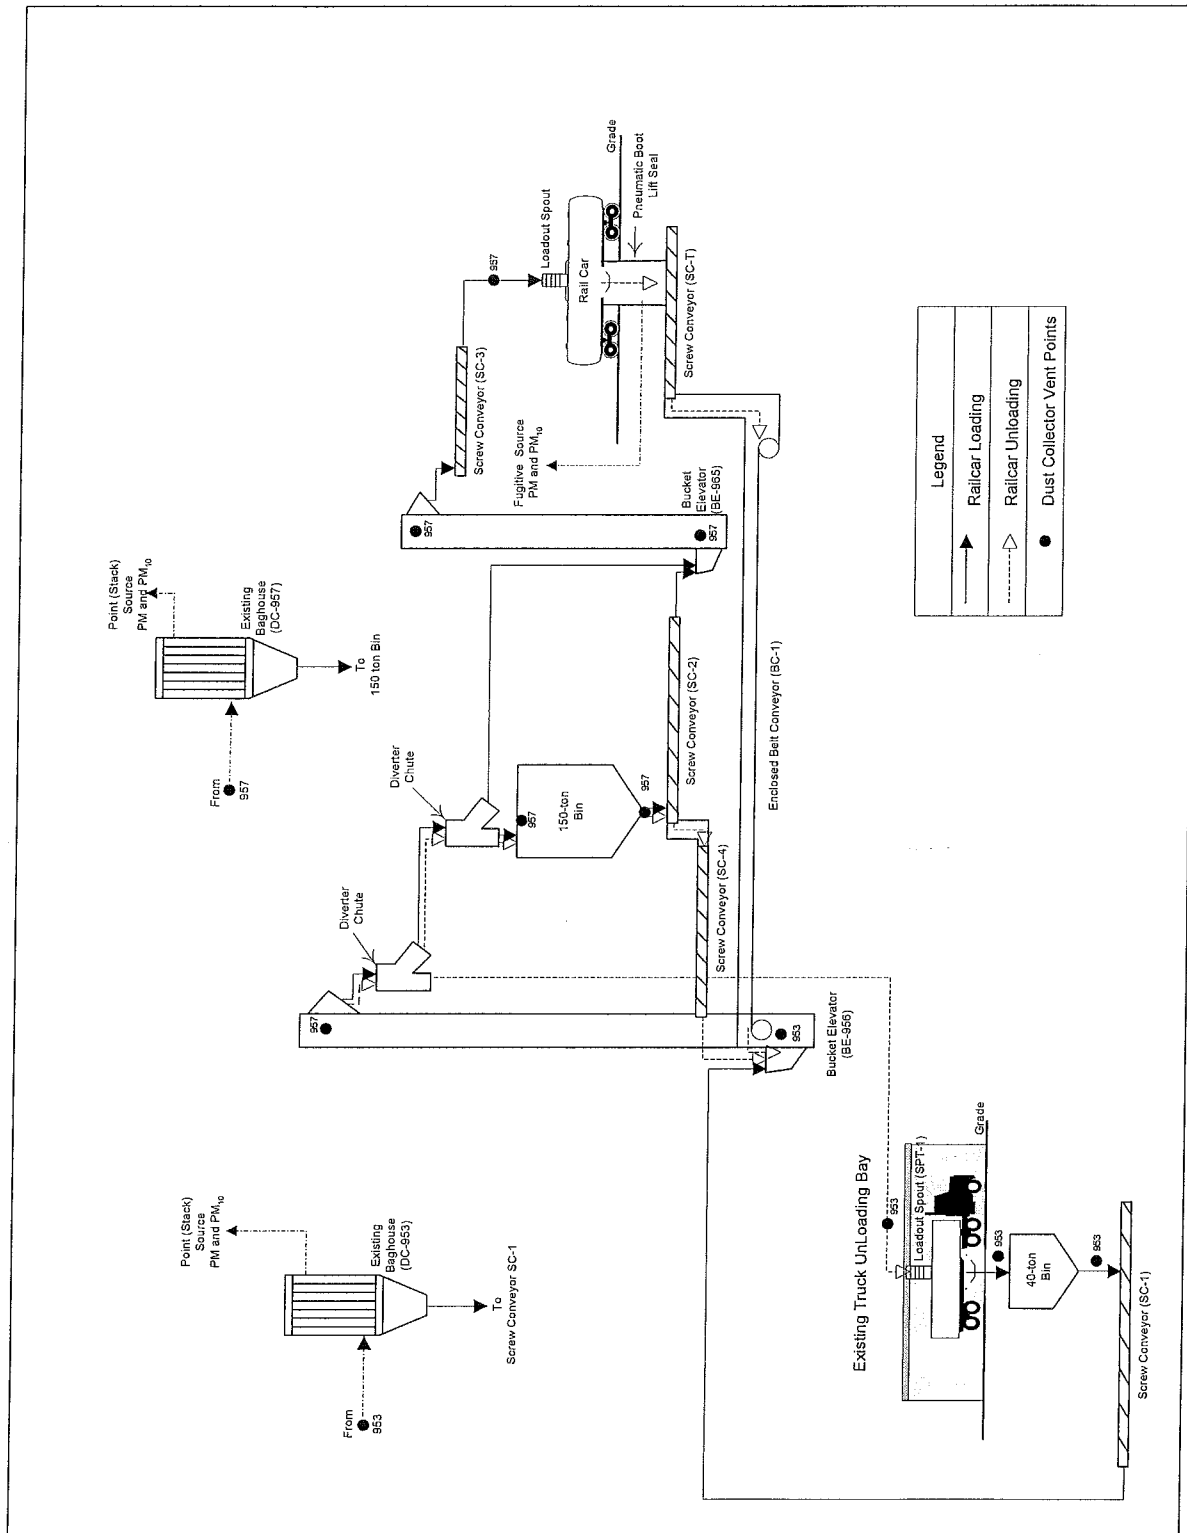 Point (Stack)
Source
PM and PM10
Existing
Baghouse
(DC-957)
From
957
To
150 ton Bin
957
Loadout Spout
Rail Car
Grade
Pneumatic Boot
Lift Seal
Screw Conveyor (SC-3)
Fugitive Source
PM and PM10
Screw Conveyor (SC-T)
957
Bucket
Elevator
(BE-965)
957
Diverter
Chute
Diverter
Chute
957
150-ton
Bin
957
Screw Conveyor (SC-2)
Screw Conveyor (SC-4)
Enclosed Belt Conveyor (BC-1)
957
953
Bucket Elevator
(BE-956)
Point (Stack)
Source
PM and PM10
Existing
Baghouse
(DC-953)
From
953
To
Screw Conveyor SC-1
Existing Truck UnLoading Bay
953
Loadout Spout (SPT-1)
Grade
953
40-ton
Bin
953
Screw Conveyor (SC-1)
Legend
Railcar Loading
Railcar Unloading
Dust Collector Vent Points